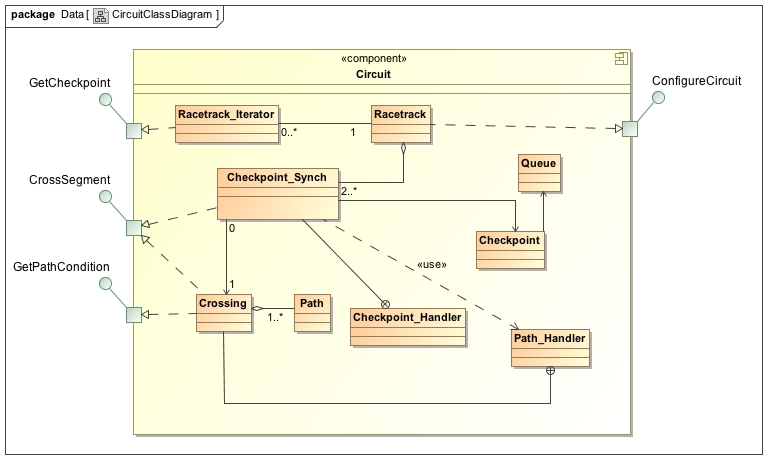 package Data [ CircuitClassDiagram ]
«component»
Circuit
GetCheckpoint
ConfigureCircuit
Racetrack_Iterator
Racetrack
0..*
1
Queue
CrossSegment
Checkpoint_Synch
2..*
0
Checkpoint
GetPathCondition
«use»
1
Crossing
Path
1..*
Checkpoint_Handler
Path_Handler